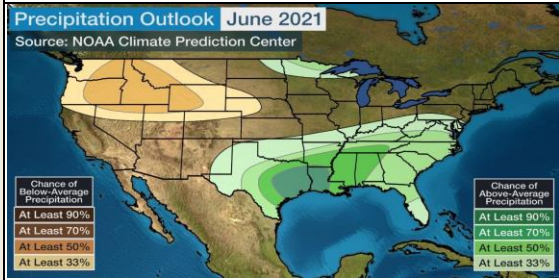 Precipitation Outlook June 2021
Source: NOAA Climate Prediction Center
Chance of
Below-Average
Precipitation
At Least 90%
At Least 70%
At Least 50%
At Least 33%
Chance of
Above-Average
Precipitation
At Least 90%
At Least 70%
At Least 50%
At Least 33%